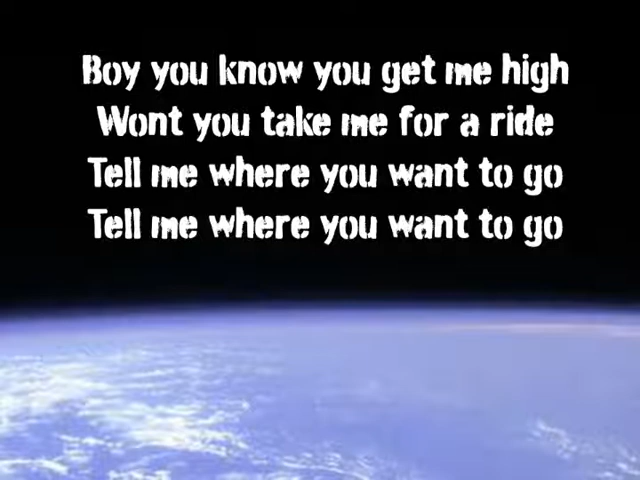 Boy you know you get me high
Wont you take me for a ride
Tell me where you want to go
Tell me where you want to go